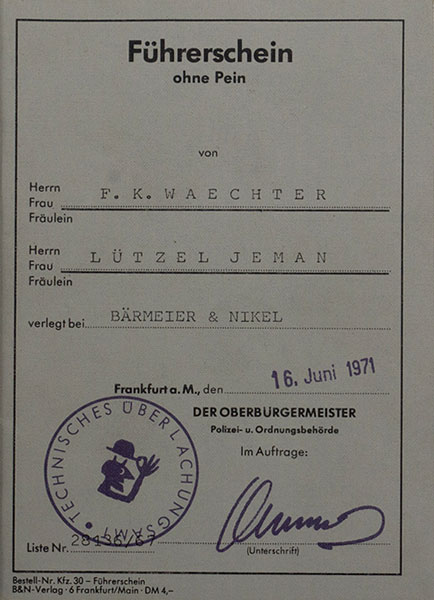 Führerschein
ohne Pein
von
Herrn
Frau F. K. WAECHTER
Fräulein
Herrn
Frau LÜTZEL JEMAN
Fräulein
verlegt bei BÄRMEIER & NIKEL
Frankfurt a. M., den 16. Juni 1971
DER OBERBÜRGERMEISTER
Polizei- u. Ordnungsbehörde
Im Auftrage:
TECHNISCHES ÜBERLACHUNGSAMT
Liste Nr. 28136/67
(Unterschrift)
Bestell-Nr. Kfz. 30 – Führerschein
B&N-Verlag · 6 Frankfurt/Main · DM 4,–